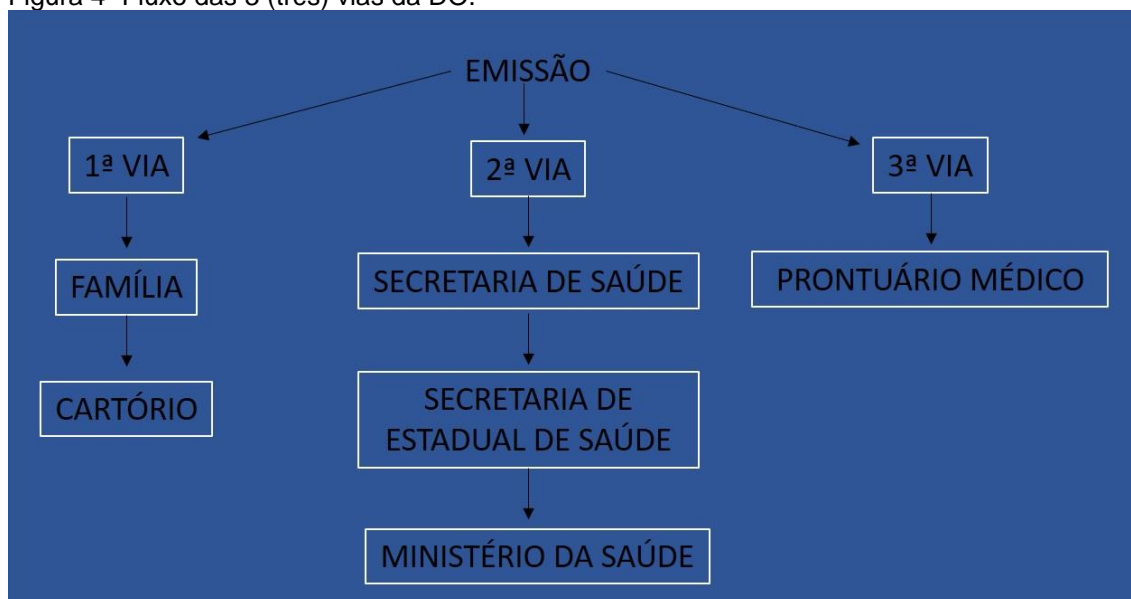 Figura 4 Fluxo das 3 (três) vias da DO.
EMISSÃO
1ª VIA
2ª VIA
3ª VIA
FAMÍLIA
SECRETARIA DE SAÚDE
PRONTUÁRIO MÉDICO
CARTÓRIO
SECRETARIA DE
ESTADUAL DE SAÚDE
MINISTÉRIO DA SAÚDE